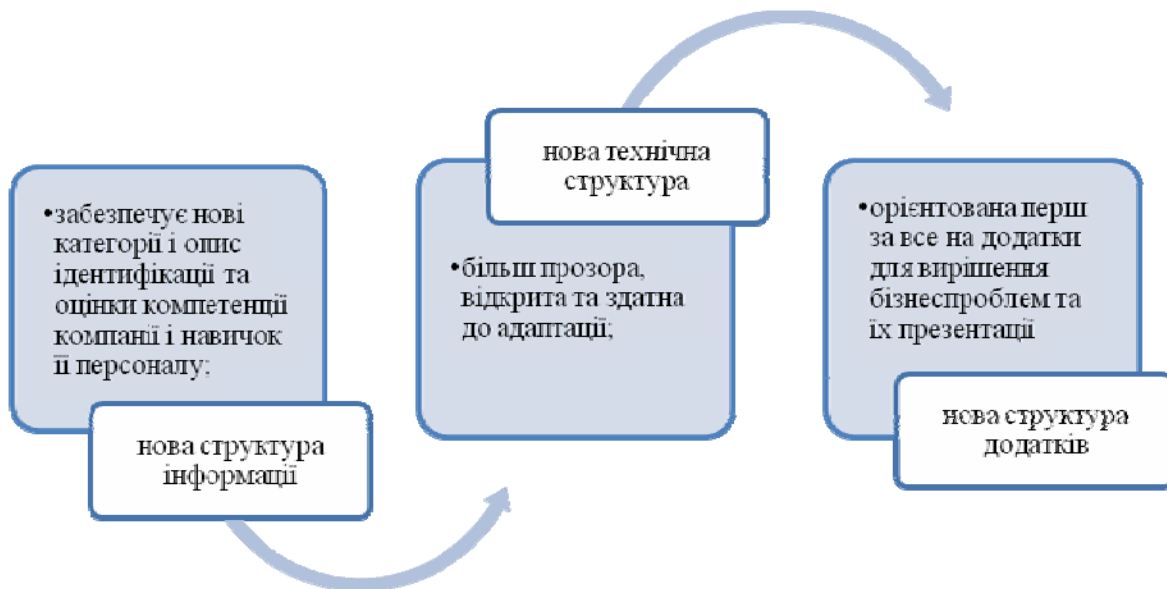 •забезпечує нові
категорії і опис
ідентифікації та
оцінки компетенції
компанії і навичок
її персоналу;
нова структура
інформації
нова технічна
структура
•більш прозора,
відкрита та здатна
до адаптації;
•орієнтована перш
за все на додатки
для вирішення
бізнеспроблем та
їх презентації
нова структура
додатків